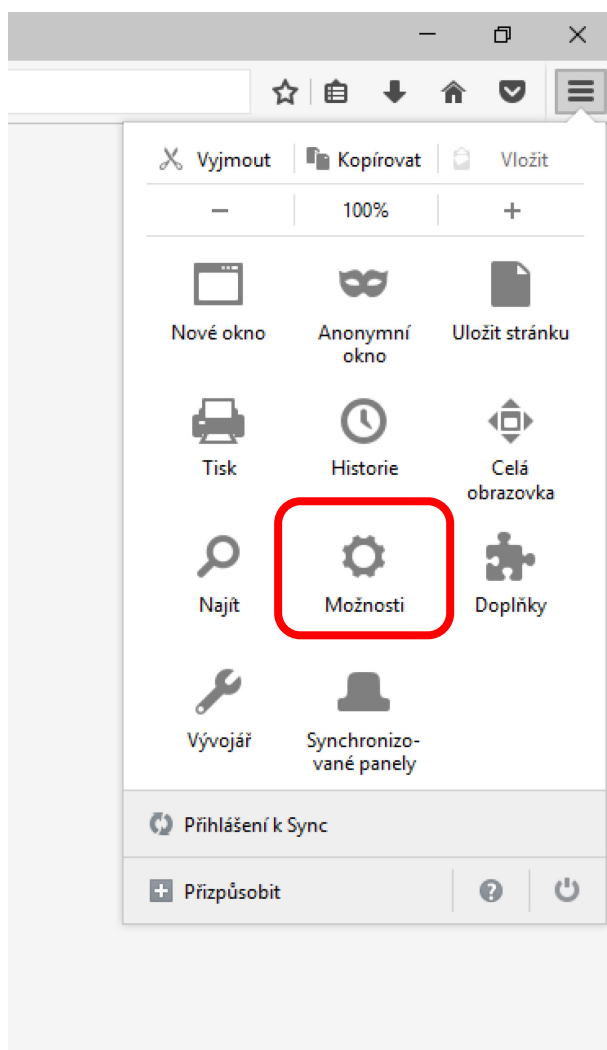 Vyjmout Kopírovat Vložit
− 100% +
Nové okno Anonymní Uložit stránku
okno
Tisk Historie Celá
obrazovka
Najít Možnosti Doplňky
Vývojář Synchronizo-
vané panely
Přihlášení k Sync
Přizpůsobit